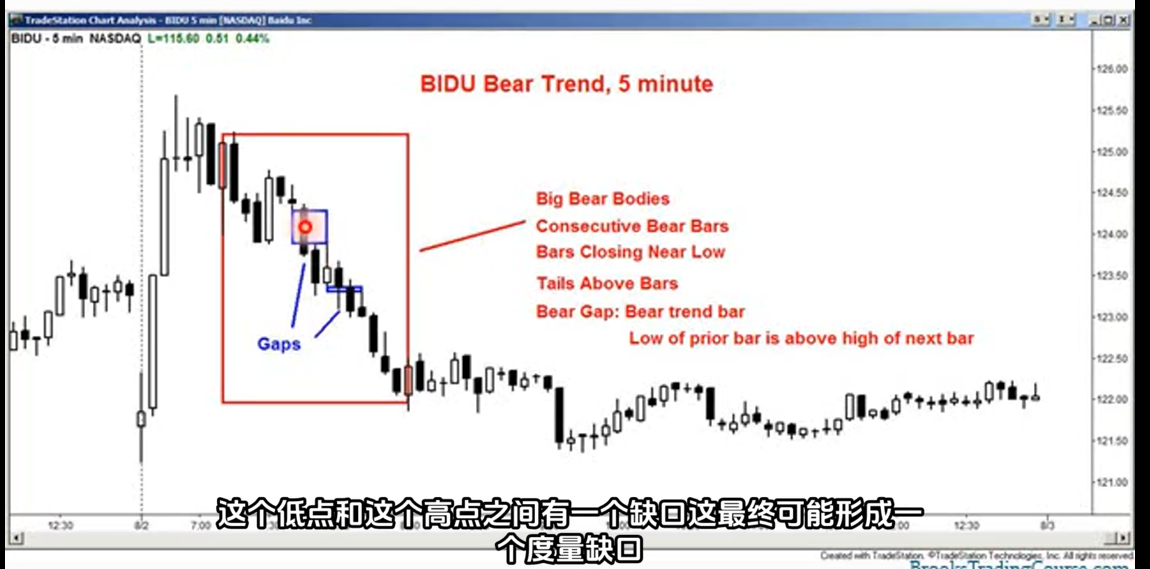 TradeStation Chart Analysis - BIDU 5 min [NASDAQ] Baidu Inc
BIDU - 5 min NASDAQ L=115.60 0.51 0.44%
BIDU Bear Trend, 5 minute
126.00
125.50
125.00
124.50
124.00
123.50
123.00
122.50
122.00
121.50
121.00
Big Bear Bodies
Consecutive Bear Bars
Bars Closing Near Low
Tails Above Bars
Bear Gap: Bear trend bar
Low of prior bar is above high of next bar
Gaps
这个低点和这个高点之间有一个缺口这最终可能形成一
个度量缺口
12:30
8/2
7:00
12:30
8/3
Created with TradeStation. ©TradeStation Technologies, Inc. All rights reserved.
BrooksTradingCourse.com